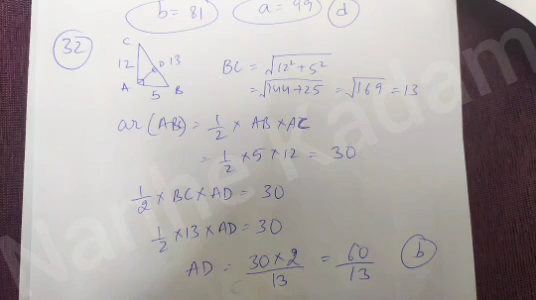 b = 81 a = 99 (d)
32
C
12 D 13
A 5 B
BC = √(12² + 5²)
= √(144 + 25) = √169 = 13
ar (ABC) = 1/2 × AB × AC
= 1/2 × 5 × 12 = 30
1/2 × BC × AD = 30
1/2 × 13 × AD = 30
AD = (30 × 2)/13 = 60/13 (b)
Narjhe Kadam